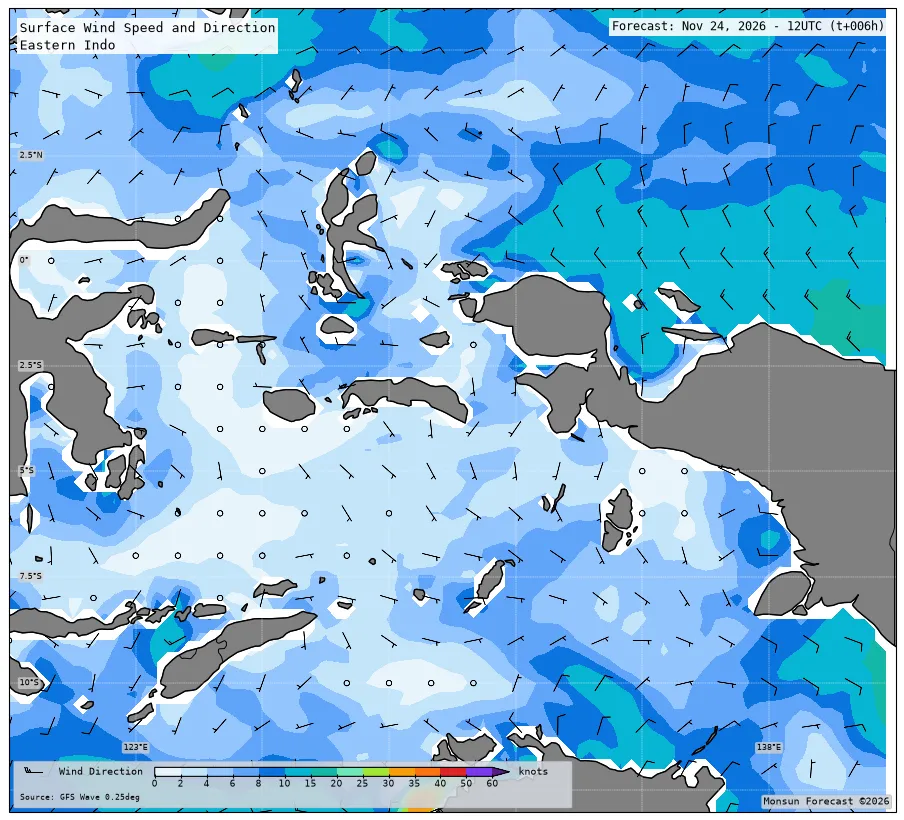 Surface Wind Speed and Direction
Eastern Indo
Forecast: Nov 24, 2026 - 12UTC (t+006h)
2.5°N
0°
2.5°S
5°S
7.5°S
10°S
123°E
138°E
Wind Direction
knots
0 2 4 6 8 10 15 20 25 30 35 40 50 60
Source: GFS Wave 0.25deg
Monsun Forecast ©2026